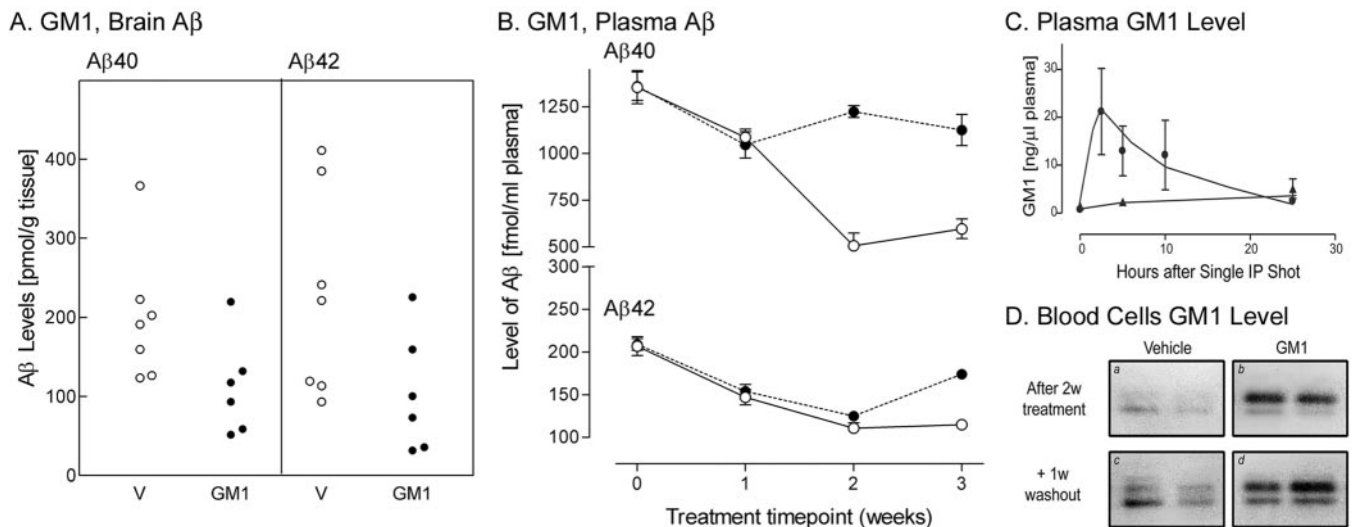 A. GM1, Brain Aβ
Aβ40
Aβ42
Aβ Levels [pmol/g tissue]
400
300
200
100
0
V
GM1
V
GM1
B. GM1, Plasma Aβ
Aβ40
Level of Aβ [fmol/ml plasma]
1250
1000
750
500
250
200
150
100
Aβ42
0
1
2
3
Treatment timepoint (weeks)
C. Plasma GM1 Level
GM1 [ng/μl plasma]
30
20
10
0
0
10
20
30
Hours after Single IP Shot
D. Blood Cells GM1 Level
Vehicle
GM1
After 2w
treatment
a
b
+ 1w
washout
c
d